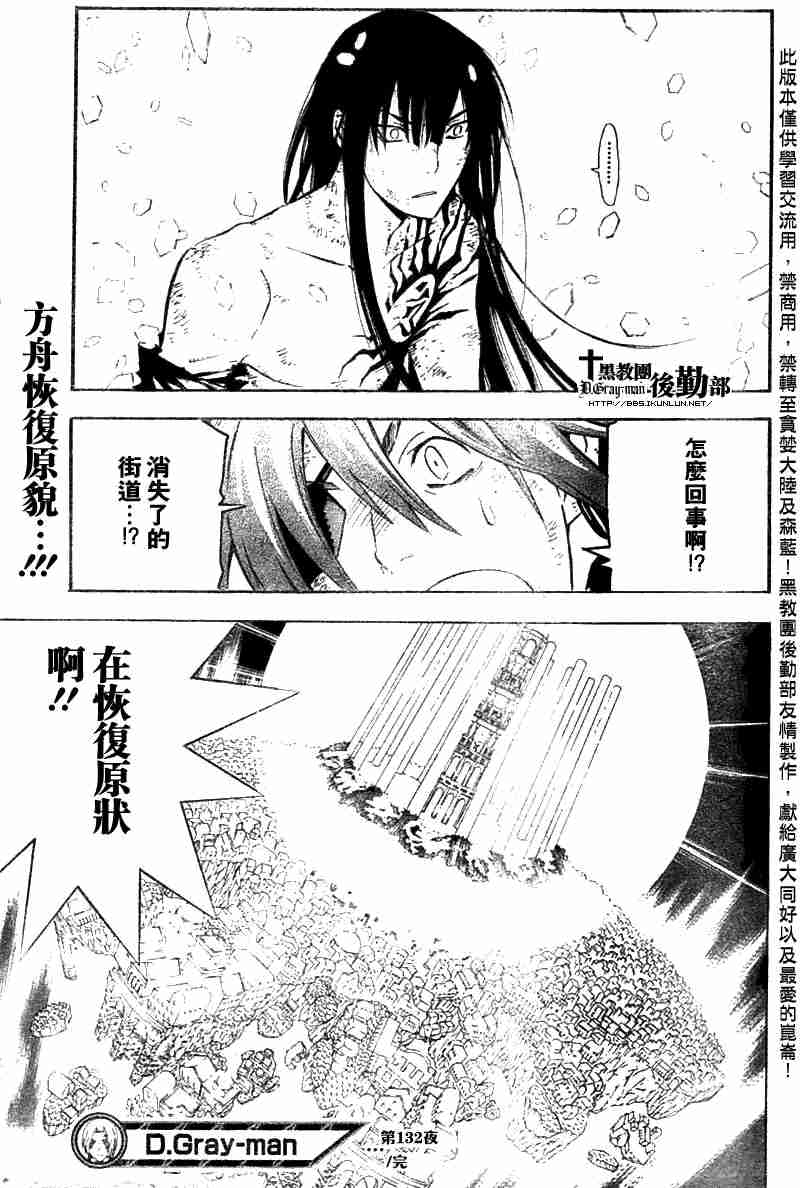 此版本僅供學習交流用，禁商用，禁轉至貪婪大陸及森藍！黑教團後勤部友情製作，獻給廣大同好以及最愛的崑崙！
…………
黑教團
D.Gray-man
後勤部
HTTP://BBS.IKUNLUN.NET/
方舟恢復原貌…!!!
怎麼回事啊!?
消失了的
街道…!?
在恢復原狀
啊!!
D.Gray-man
第132夜
/完